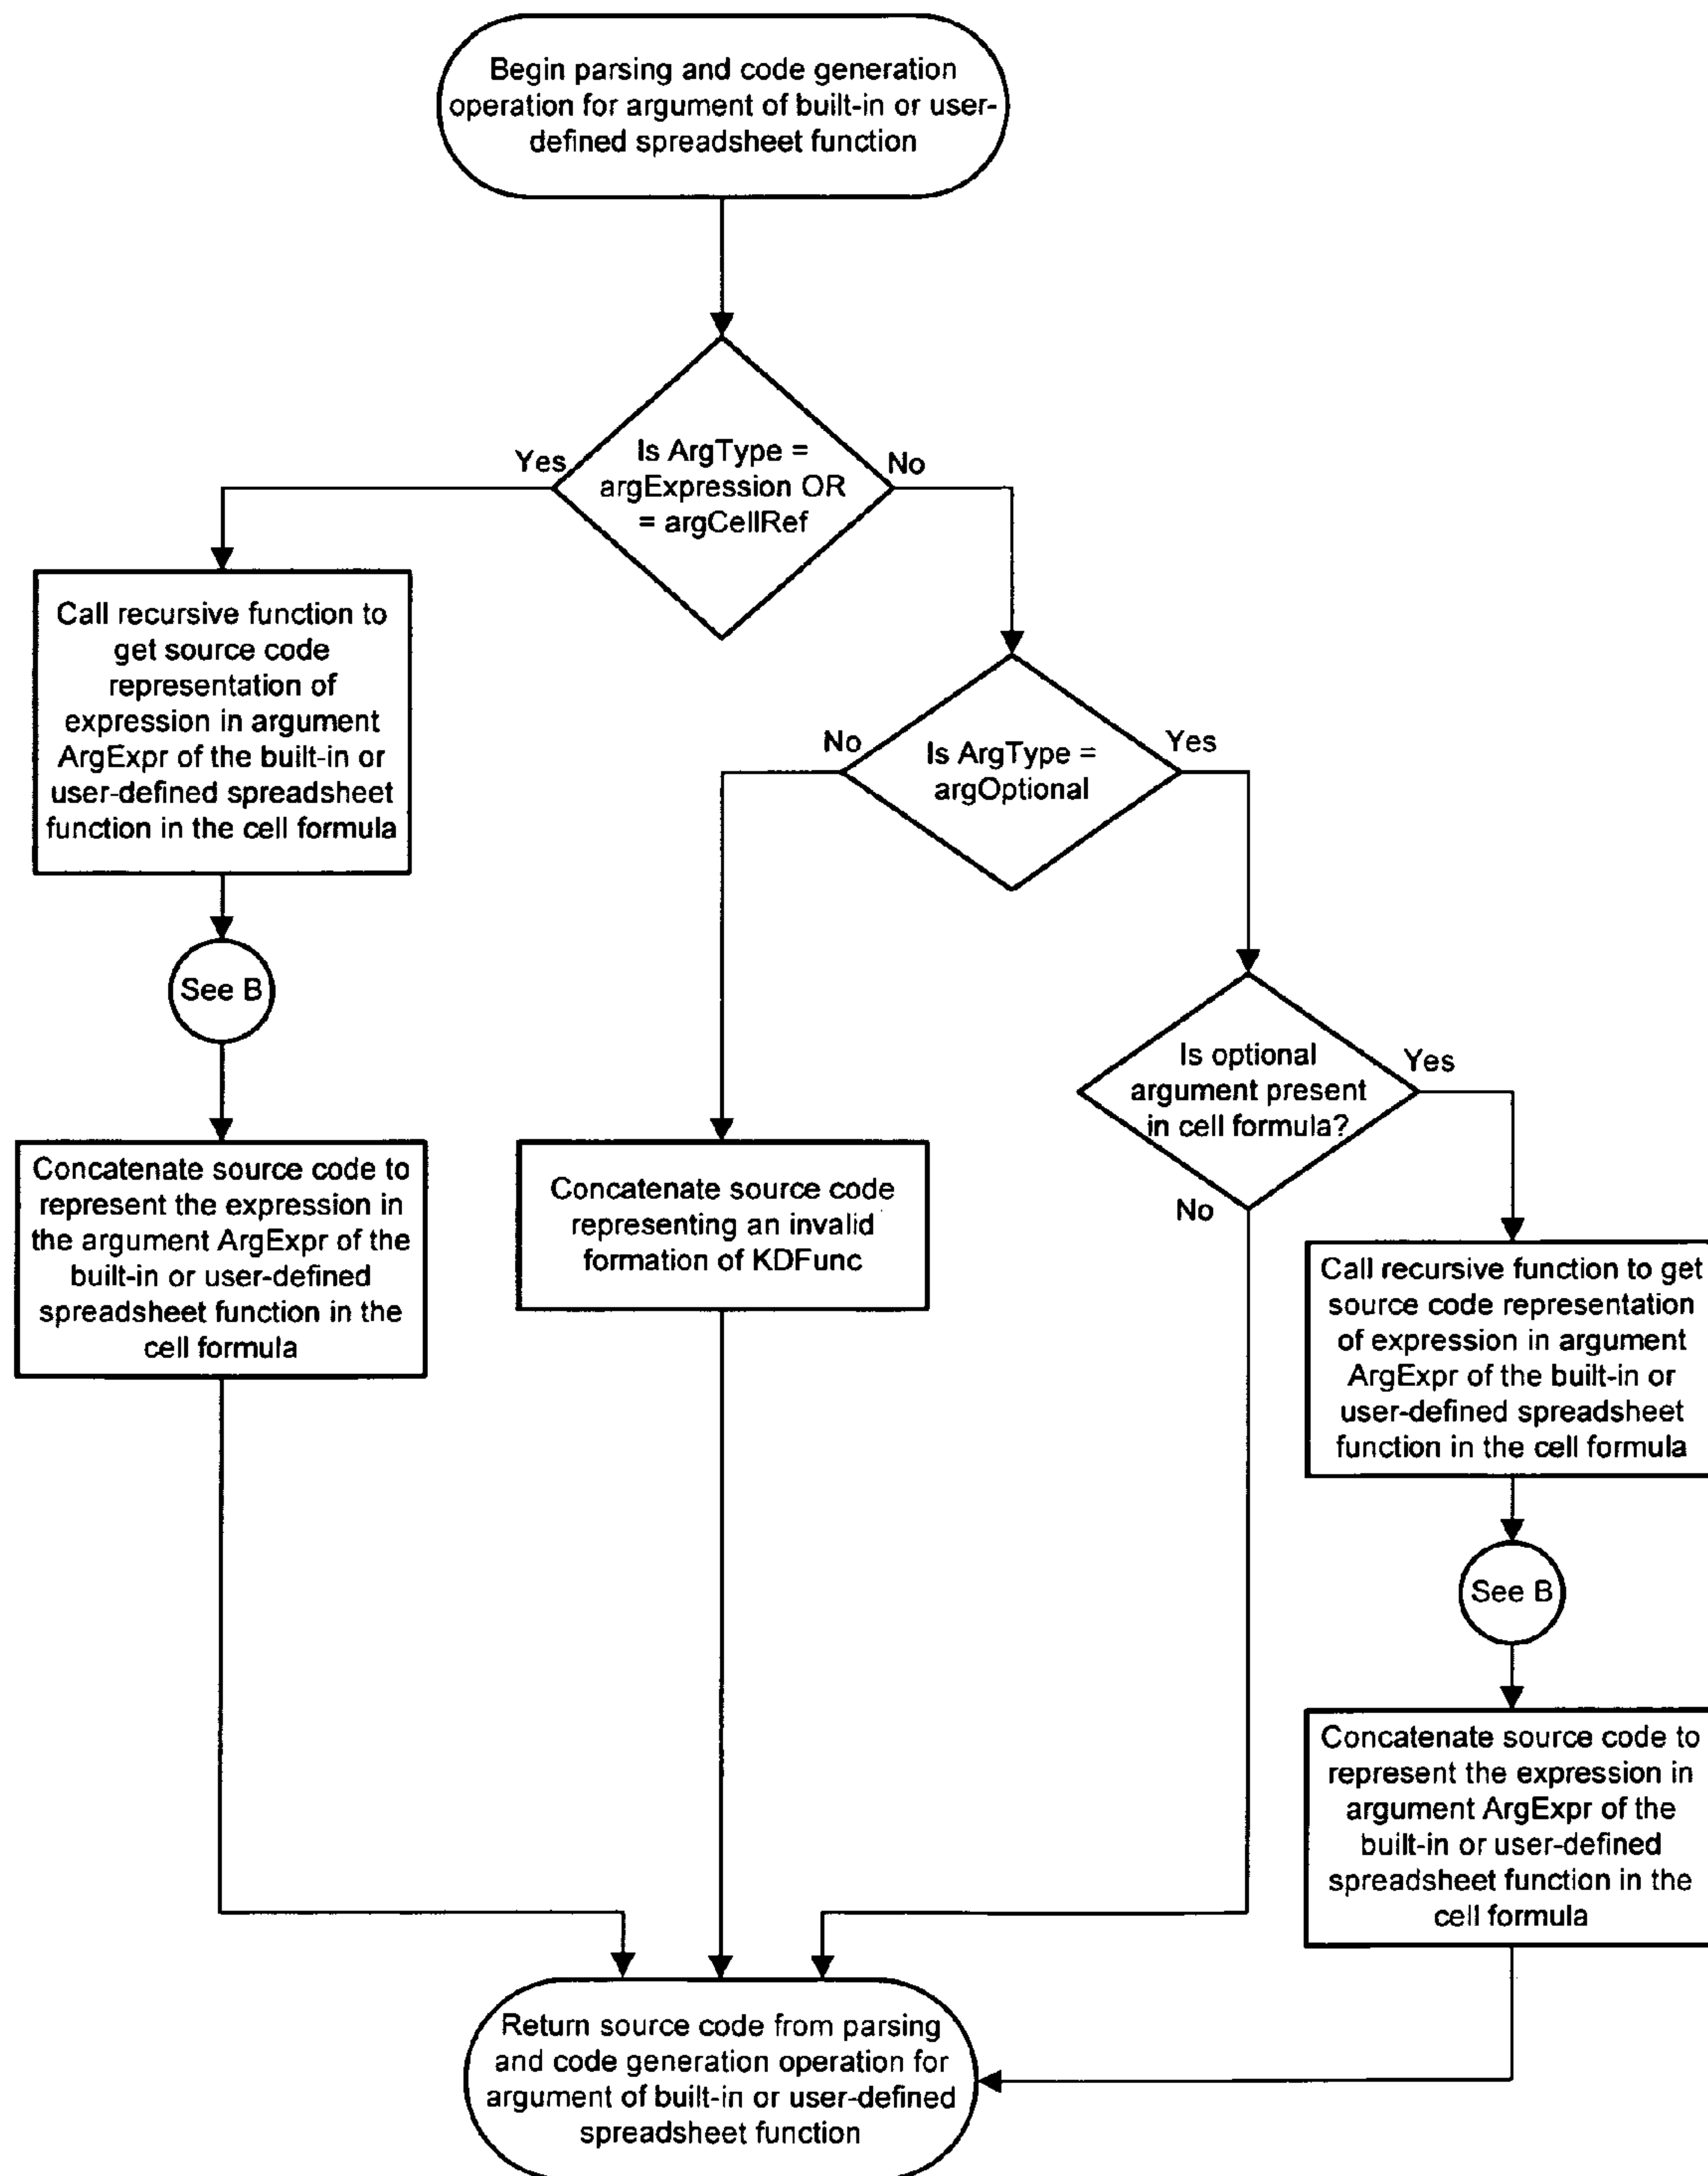 Begin parsing and code generation
operation for argument of built-in or user-
defined spreadsheet function
Is ArgType =
argExpression OR
= argCellRef
Yes
No
Call recursive function to
get source code
representation of
expression in argument
ArgExpr of the built-in or
user-defined spreadsheet
function in the cell formula
Is ArgType =
argOptional
No
Yes
See B
Is optional
argument present
in cell formula?
Yes
No
Concatenate source code to
represent the expression in
the argument ArgExpr of the
built-in or user-defined
spreadsheet function in the
cell formula
Concatenate source code
representing an invalid
formation of KDFunc
Call recursive function to get
source code representation
of expression in argument
ArgExpr of the built-in or
user-defined spreadsheet
function in the cell formula
See B
Concatenate source code to
represent the expression in
argument ArgExpr of the
built-in or user-defined
spreadsheet function in the
cell formula
Return source code from parsing
and code generation operation for
argument of built-in or user-defined
spreadsheet function